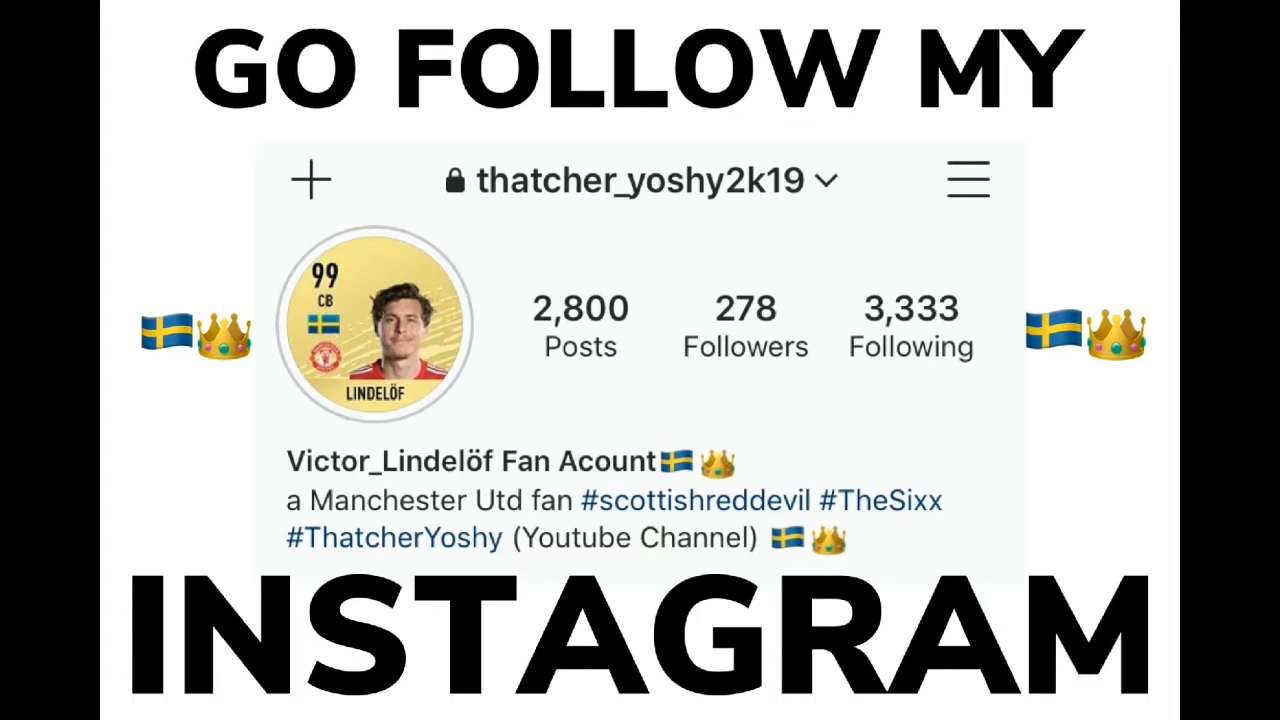 GO FOLLOW MY
thatcher_yoshy2k19
99
CB
LINDELÖF
2,800 278 3,333
Posts Followers Following
Victor_Lindelöf Fan Acount🇸🇪👑
a Manchester Utd fan #scottishreddevil #TheSixx
#ThatcherYoshy (Youtube Channel) 🇸🇪👑
INSTAGRAM